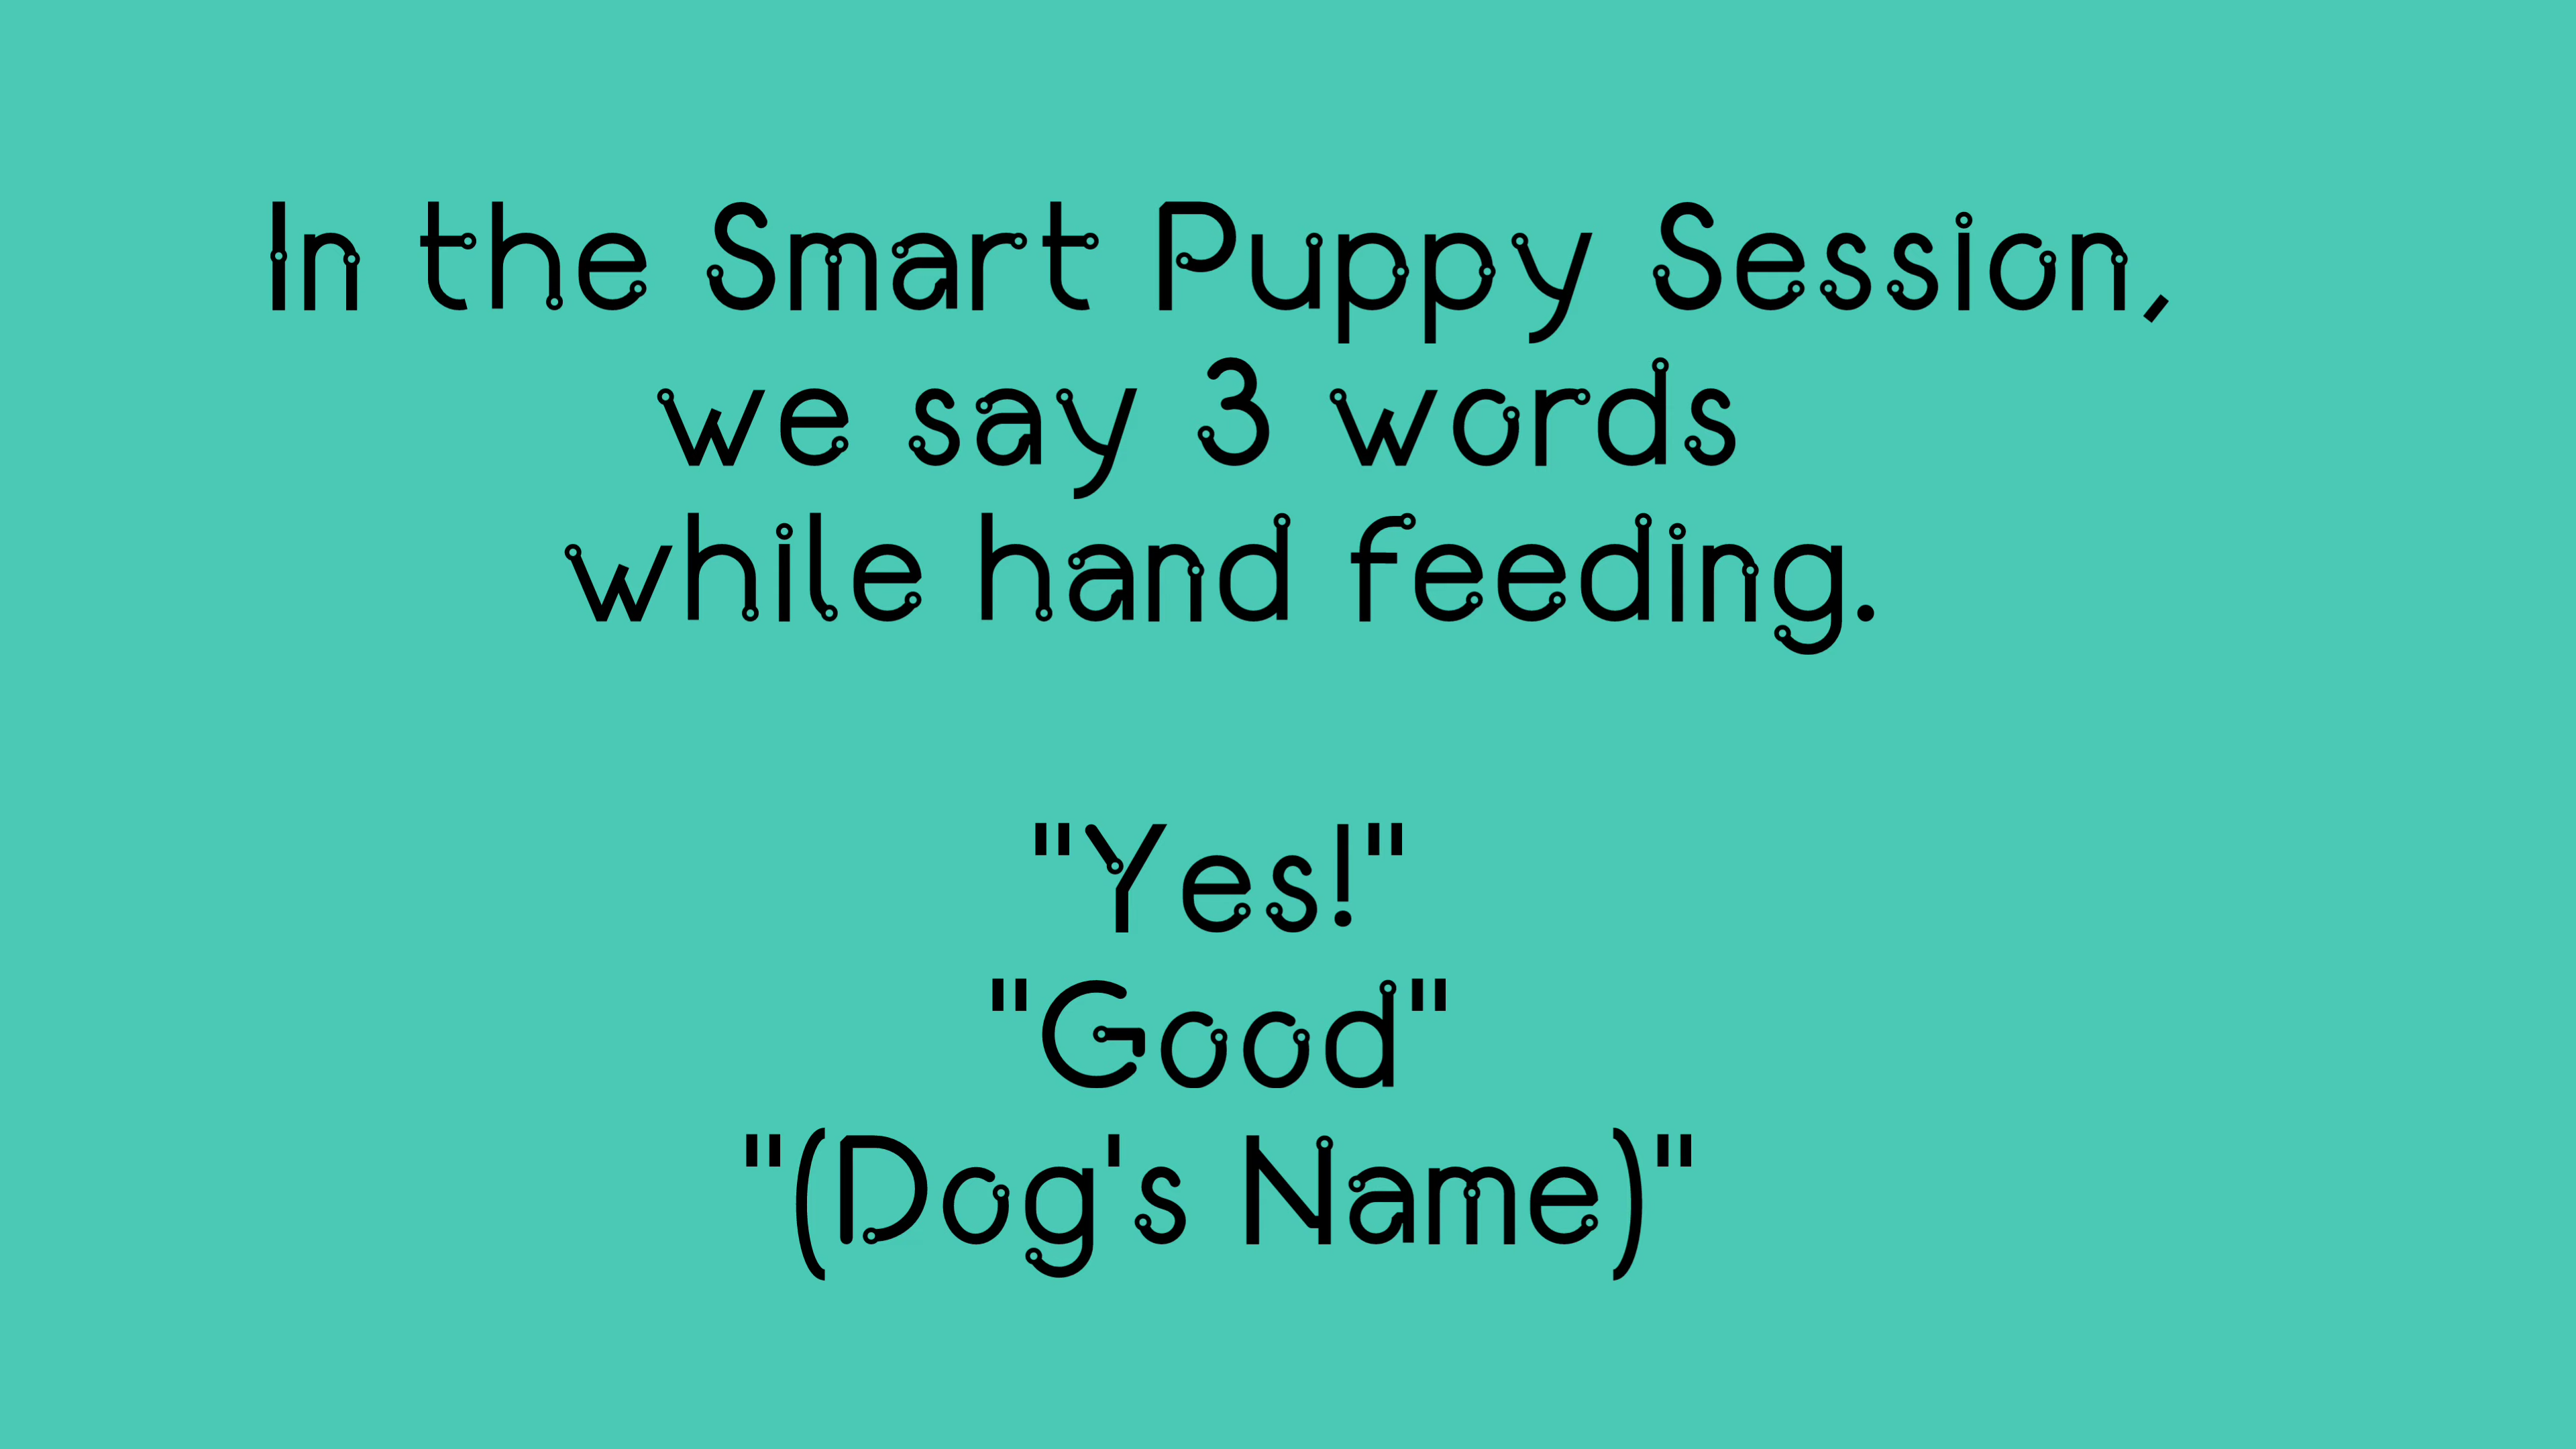 In the Smart Puppy Session,
we say 3 words
while hand feeding.
"Yes!"
"Good"
"(Dog's Name)"